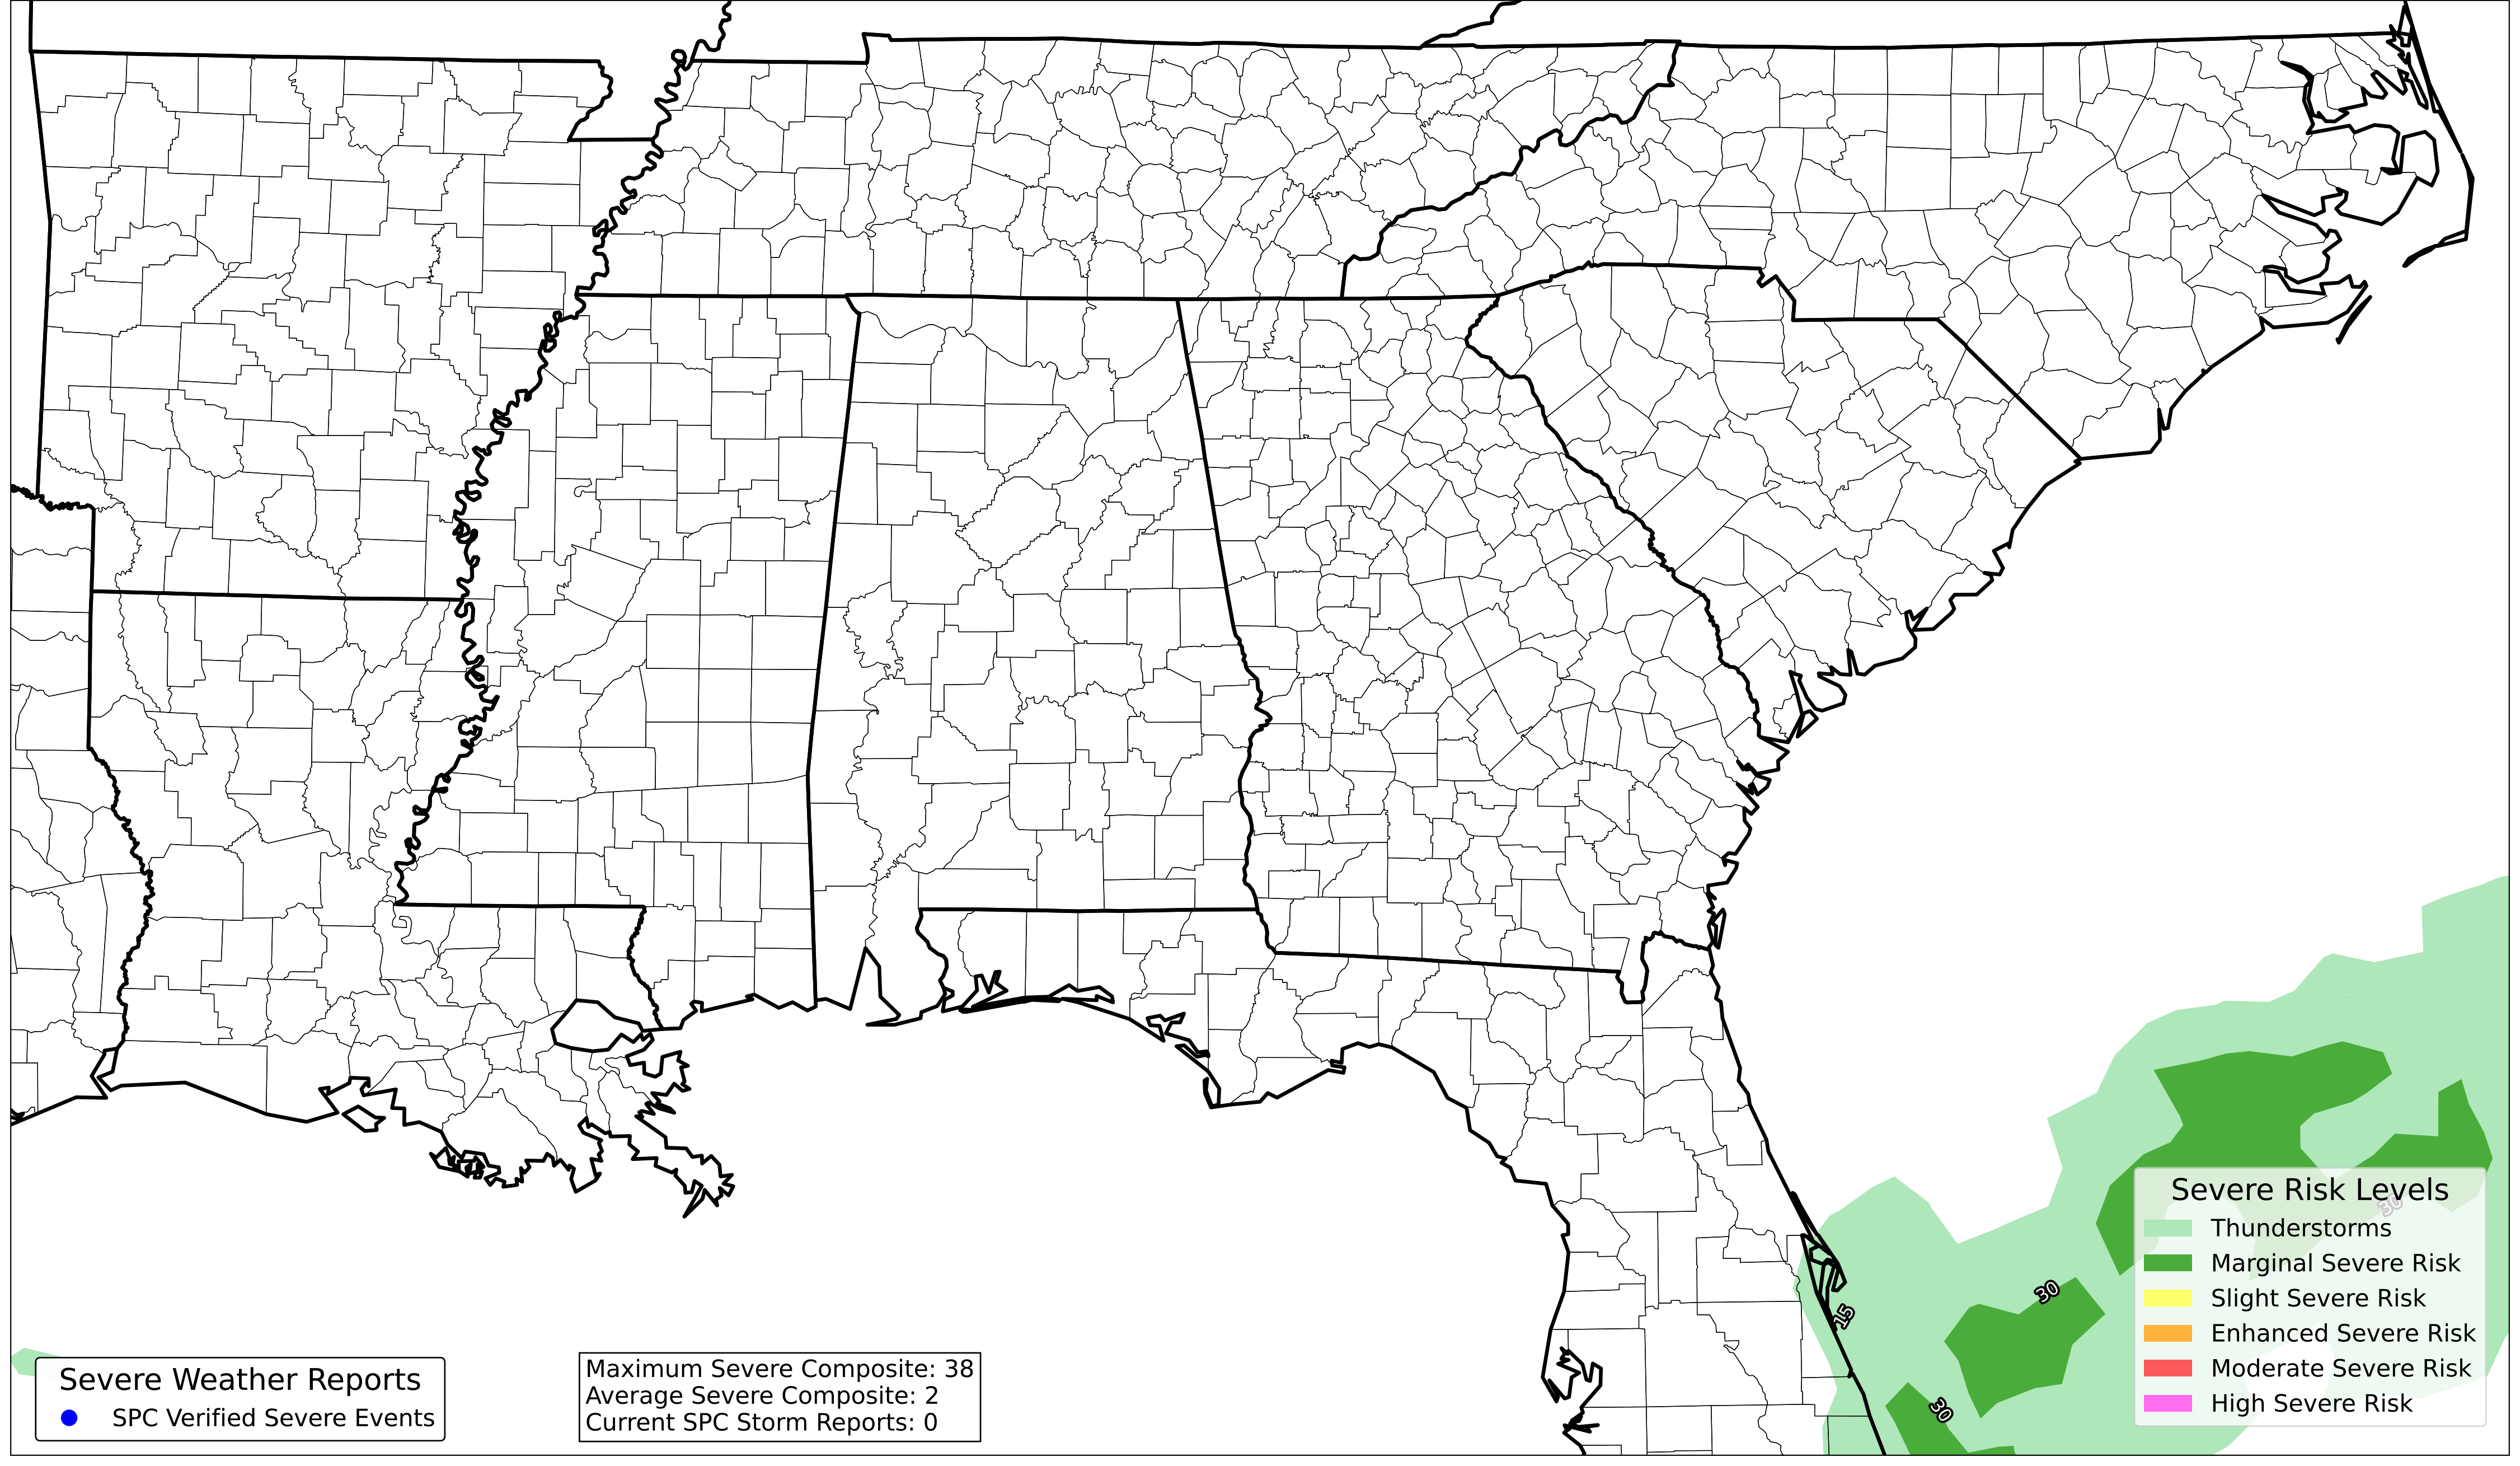 30
Severe Risk Levels
Thunderstorms
Marginal Severe Risk
Slight Severe Risk
Enhanced Severe Risk
Moderate Severe Risk
High Severe Risk
30
15
30
Severe Weather Reports
SPC Verified Severe Events
Maximum Severe Composite: 38
Average Severe Composite: 2
Current SPC Storm Reports: 0